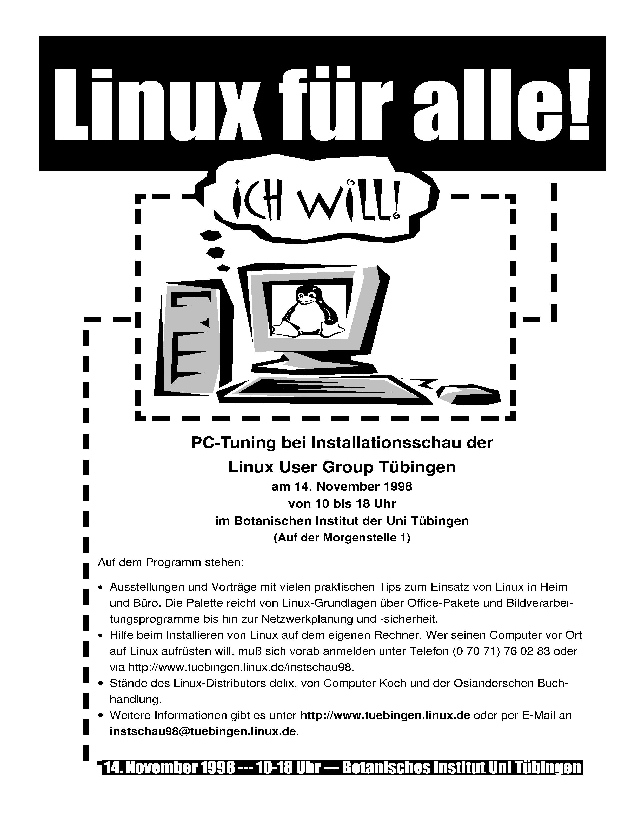 Linux für alle!
iCH WiLL!
PC-Tuning bei Installationsschau der
Linux User Group Tübingen
am 14. November 1998
von 10 bis 18 Uhr
im Botanischen Institut der Uni Tübingen
(Auf der Morgenstelle 1)
Auf dem Programm stehen:
• Ausstellungen und Vorträge mit vielen praktischen Tips zum Einsatz von Linux in Heim
und Büro. Die Palette reicht von Linux-Grundlagen über Office-Pakete und Bildverarbei-
tungsprogramme bis hin zur Netzwerkplanung und -sicherheit.
• Hilfe beim Installieren von Linux auf dem eigenen Rechner. Wer seinen Computer vor Ort
auf Linux aufrüsten will, muß sich vorab anmelden unter Telefon (0 70 71) 76 02 83 oder
via http://www.tuebingen.linux.de/instschau98.
• Stände des Linux-Distributors delix, von Computer Koch und der Osianderschen Buch-
handlung.
• Weitere Informationen gibt es unter http://www.tuebingen.linux.de oder per E-Mail an
instschau98@tuebingen.linux.de.
14. November 1998 --- 10-18 Uhr — Botanisches Institut Uni Tübingen